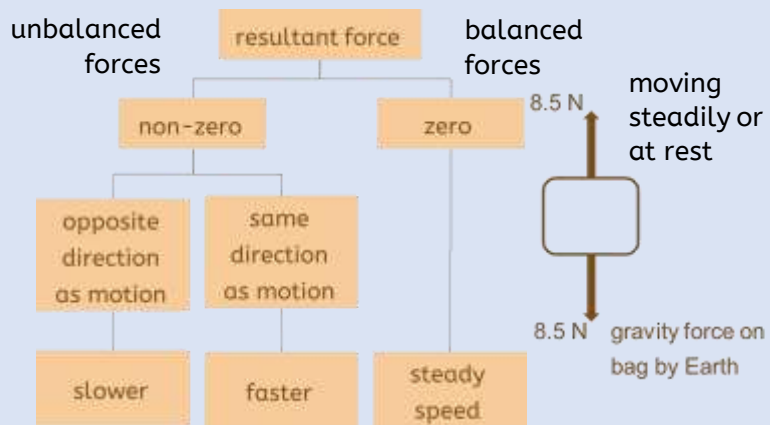 unbalanced
forces
resultant force
balanced
forces
non-zero
zero
opposite
direction
as motion
same
direction
as motion
slower
faster
steady
speed
8.5 N
moving
steadily or
at rest
8.5 N
gravity force on
bag by Earth